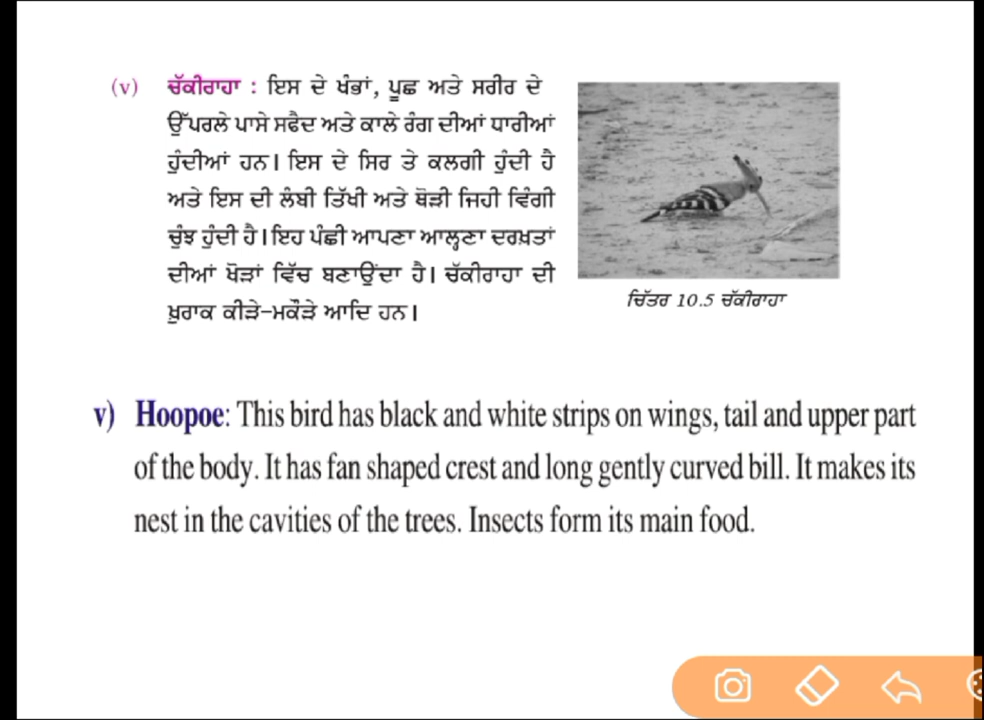 (v) ਚੱਕੀਰਾਹਾ : ਇਸ ਦੇ ਖੰਭਾਂ, ਪੂਛ ਅਤੇ ਸਰੀਰ ਦੇ
ਉੱਪਰਲੇ ਪਾਸੇ ਸਫੈਦ ਅਤੇ ਕਾਲੇ ਰੰਗ ਦੀਆਂ ਧਾਰੀਆਂ
ਹੁੰਦੀਆਂ ਹਨ। ਇਸ ਦੇ ਸਿਰ ਤੇ ਕਲਗੀ ਹੁੰਦੀ ਹੈ
ਅਤੇ ਇਸ ਦੀ ਲੰਬੀ ਤਿੱਖੀ ਅਤੇ ਥੋੜੀ ਜਿਹੀ ਵਿੰਗੀ
ਚੁੰਝ ਹੁੰਦੀ ਹੈ। ਇਹ ਪੰਛੀ ਆਪਣਾ ਆਲ੍ਹਣਾ ਦਰਖ਼ਤਾਂ
ਦੀਆਂ ਖੋੜਾਂ ਵਿੱਚ ਬਣਾਉਂਦਾ ਹੈ। ਚੱਕੀਰਾਹਾ ਦੀ
ਖ਼ੁਰਾਕ ਕੀੜੇ-ਮਕੌੜੇ ਆਦਿ ਹਨ।
ਚਿੱਤਰ 10.5 ਚੱਕੀਰਾਹਾ
v) Hoopoe: This bird has black and white strips on wings, tail and upper part
of the body. It has fan shaped crest and long gently curved bill. It makes its
nest in the cavities of the trees. Insects form its main food.